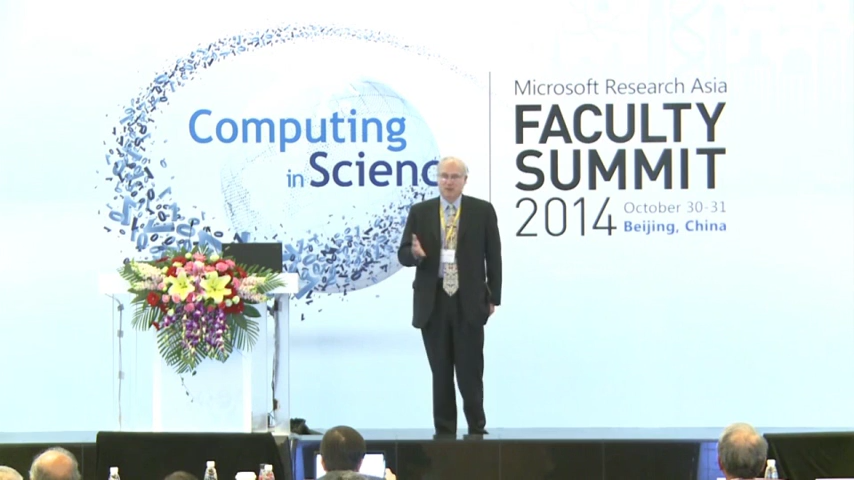 Computing
in Scienc
Microsoft Research Asia
FACULTY
SUMMIT
2014 October 30-31
Beijing, China